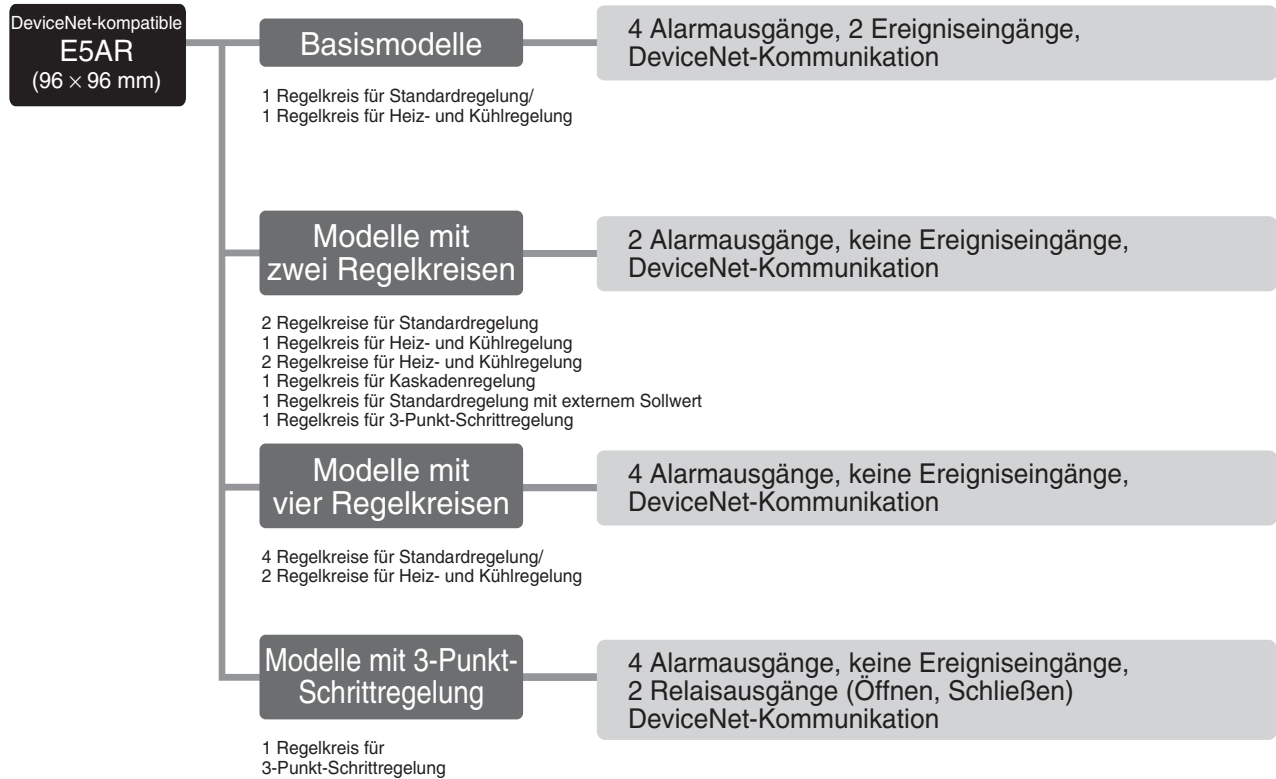 DeviceNet-kompatible
E5AR
(96 × 96 mm)
Basismodelle
4 Alarmausgänge, 2 Ereigniseingänge,
DeviceNet-Kommunikation
1 Regelkreis für Standardregelung/
1 Regelkreis für Heiz- und Kühlregelung
Modelle mit
zwei Regelkreisen
2 Alarmausgänge, keine Ereigniseingänge,
DeviceNet-Kommunikation
2 Regelkreise für Standardregelung
1 Regelkreis für Heiz- und Kühlregelung
2 Regelkreise für Heiz- und Kühlregelung
1 Regelkreis für Kaskadenregelung
1 Regelkreis für Standardregelung mit externem Sollwert
1 Regelkreis für 3-Punkt-Schrittregelung
Modelle mit
vier Regelkreisen
4 Alarmausgänge, keine Ereigniseingänge,
DeviceNet-Kommunikation
4 Regelkreise für Standardregelung/
2 Regelkreise für Heiz- und Kühlregelung
Modelle mit 3-Punkt-
Schrittregelung
4 Alarmausgänge, keine Ereigniseingänge,
2 Relaisausgänge (Öffnen, Schließen)
DeviceNet-Kommunikation
1 Regelkreis für
3-Punkt-Schrittregelung